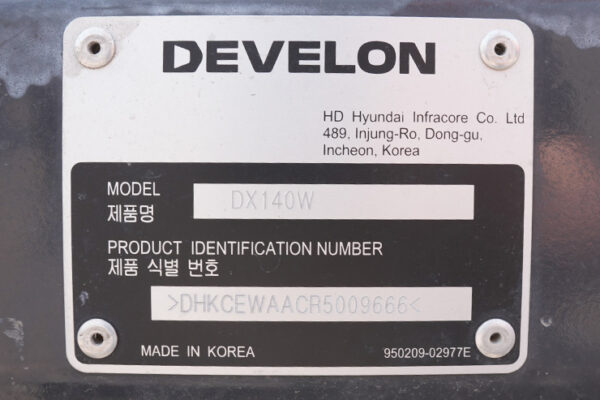 DEVELON
HD Hyundai Infracore Co. Ltd
489, Injung-Ro, Dong-gu,
Incheon, Korea
MODEL
DX140W
제품명
PRODUCT IDENTIFICATION NUMBER
제품 식별 번호
>DHKCEWAACR5009666<
MADE IN KOREA
950209-02977E